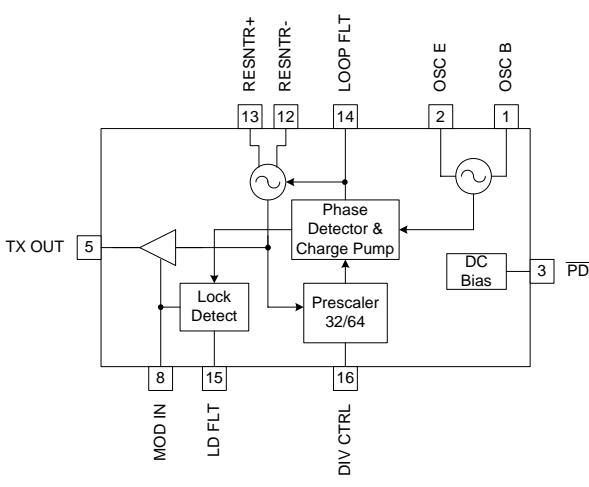 RESNTR+
RESNTR-
LOOP FLT
OSC E
OSC B
13
12
14
2
1
Phase
Detector &
Charge Pump
TX OUT
5
DC
Bias
3
PD
Lock
Detect
Prescaler
32/64
8
15
16
MOD IN
LD FLT
DIV CTRL